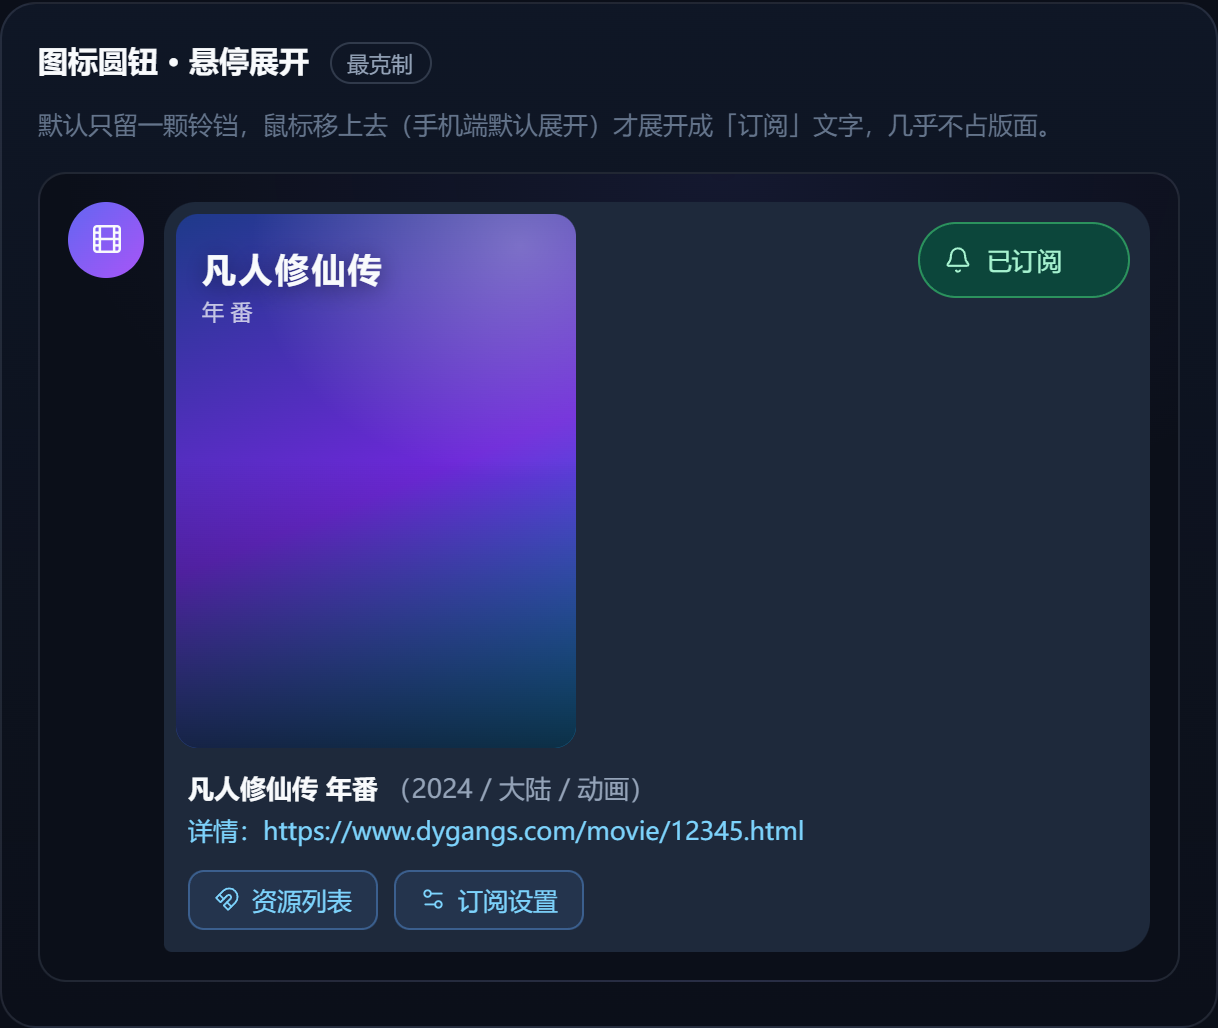 图标圆钮 · 悬停展开 最克制
默认只留一颗铃铛，鼠标移上去（手机端默认展开）才展开成「订阅」文字，几乎不占版面。
凡人修仙传
年番
已订阅
凡人修仙传 年番 （2024 / 大陆 / 动画）
详情：https://www.dygangs.com/movie/12345.html
资源列表 订阅设置